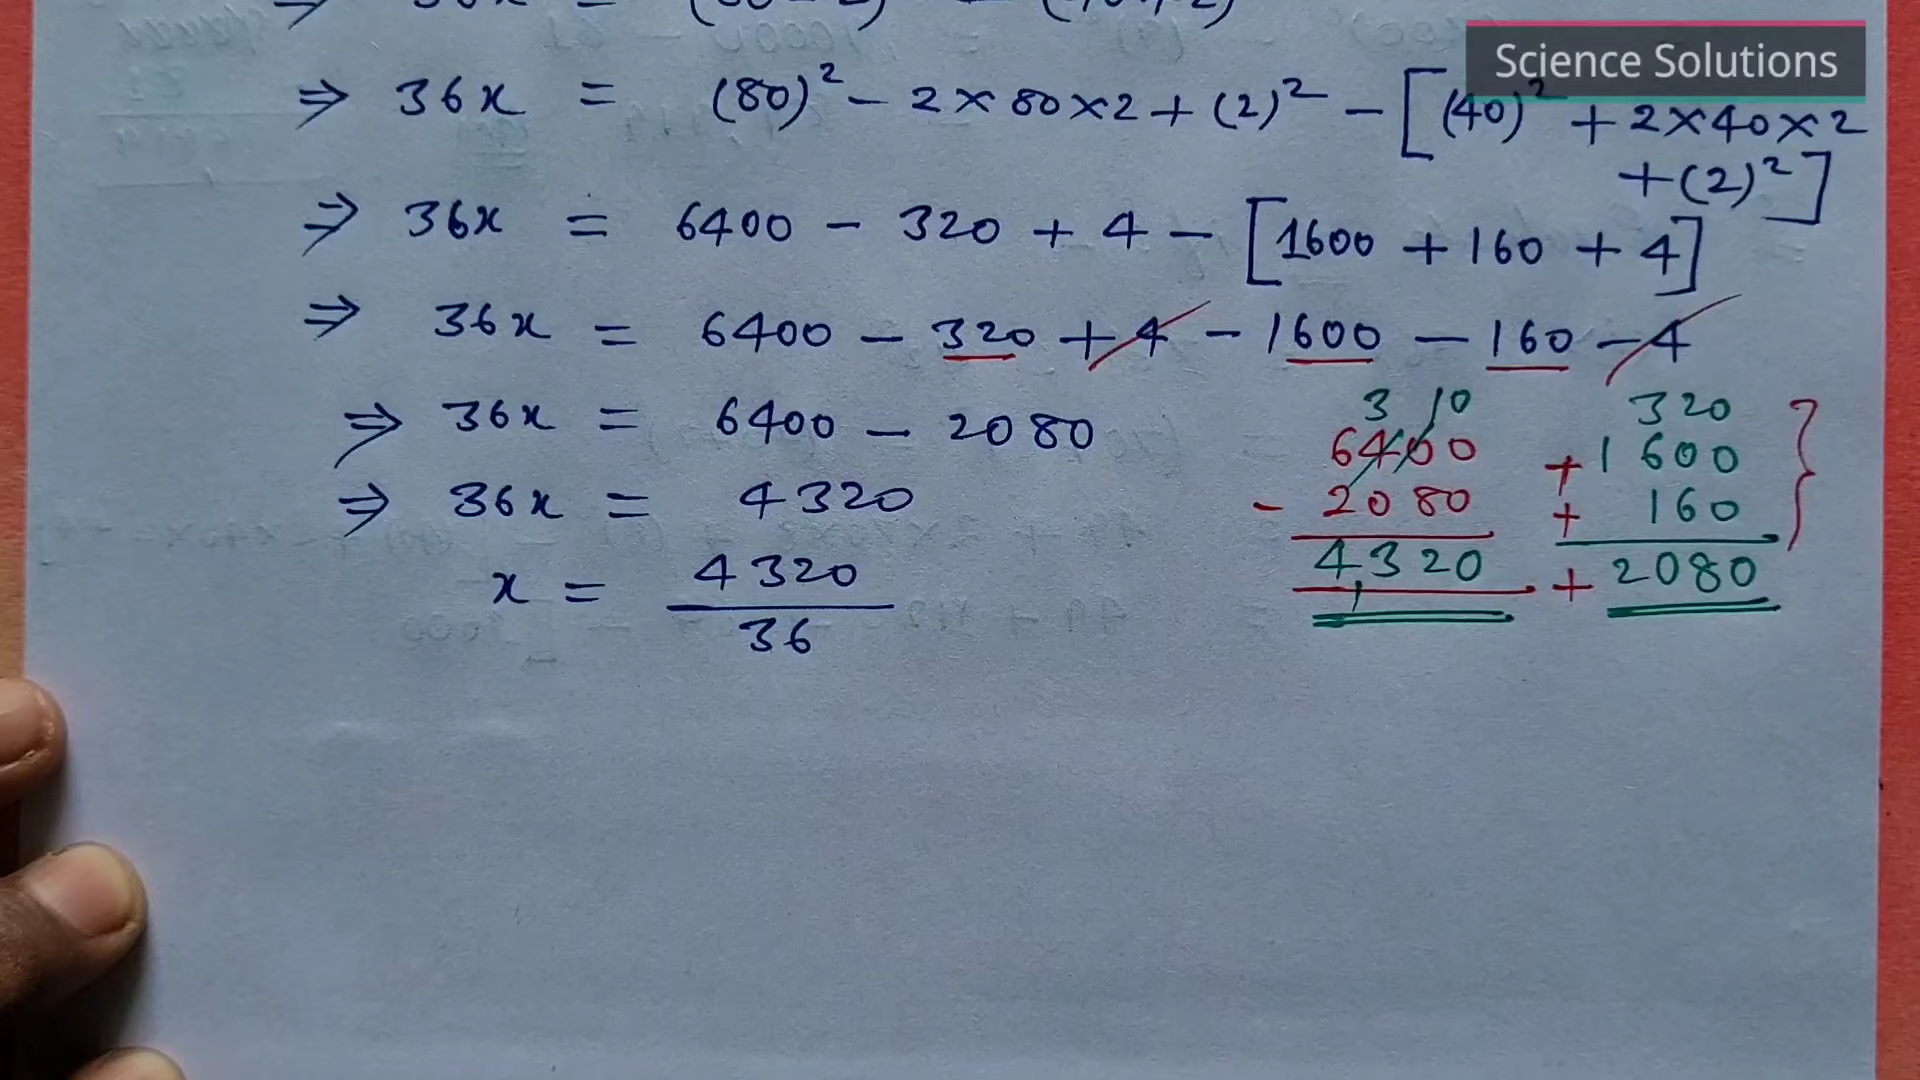 Science Solutions
⇒ 36x = (80)² - 2×80×2 + (2)² - [(40)² + 2×40×2
+(2)²]
⇒ 36x = 6400 - 320 + 4 - [1600 + 160 + 4]
⇒ 36x = 6400 - 320 + 4 - 1600 - 160 - 4
⇒ 36x = 6400 - 2080
⇒ 36x = 4320
x = 4320
36
3 10
6400
- 2080
4320
320
+ 1600
+ 160
+ 2080